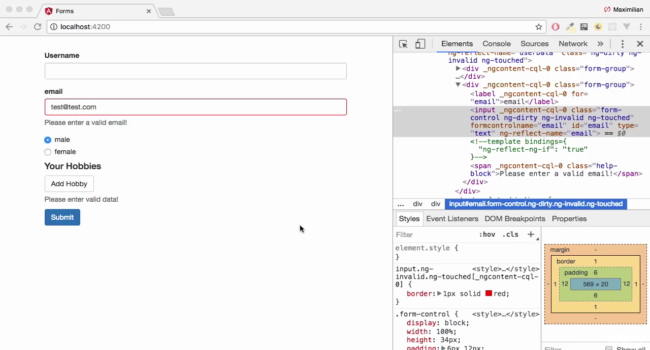 Forms
Maximilian
localhost:4200
Username
email
test@test.com
Please enter a valid email!
male
female
Your Hobbies
Add Hobby
Please enter valid data!
Submit
Elements Console Sources Network »
invalid ng-touched">
▶<div _ngcontent-cql-0 class="form-group">
…</div>
▼<div _ngcontent-cql-0 class="form-group">
<label _ngcontent-cql-0 for=
"email">email</label>
<input _ngcontent-cql-0 class="form-
control ng-dirty ng-invalid ng-touched"
formcontrolname="email" id="email" type=
"text" ng-reflect-name="email"> == $0
<!--template bindings={
"ng-reflect-ng-if": "true"
}-->
<span _ngcontent-cql-0 class="help-
block">Please enter a valid email!</span>
</div>
</div>
... div div input#email.form-control.ng-dirty.ng-invalid.ng-touched
Styles Event Listeners DOM Breakpoints Properties
Filter :hov .cls +
element.style {
}
input.ng- <style>…</style>
invalid.ng-touched[_ngcontent-cql-
0] {
border:▶1px solid red;
}
.form-control { <style>…</style>
display: block;
width: 100%;
height: 34px;
padding:▶6px 12px;
margin -
border 1
padding 6
- 1 12 569 × 20 12 1 -
6
1
-
Filter Show all